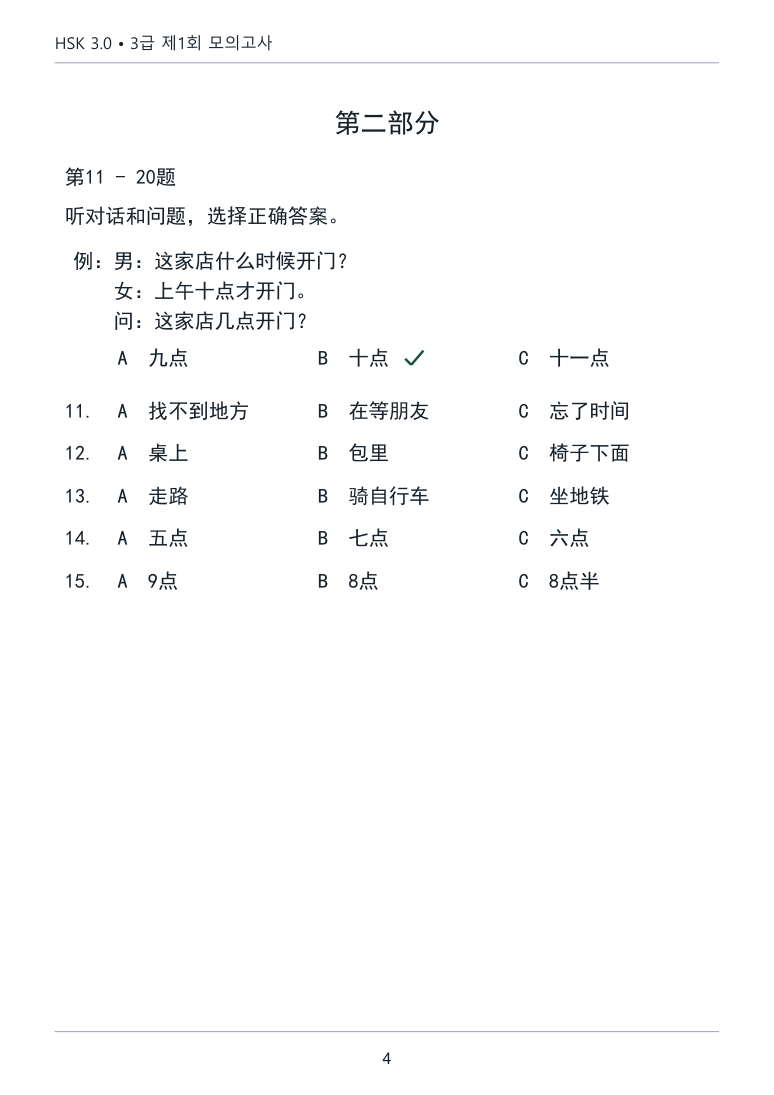 HSK 3.0 • 3급 제1회 모의고사
第二部分
第11 - 20题
听对话和问题，选择正确答案。
例：男：这家店什么时候开门？
女：上午十点才开门。
问：这家店几点开门？
A 九点 B 十点 ✓ C 十一点
11. A 找不到地方 B 在等朋友 C 忘了时间
12. A 桌上 B 包里 C 椅子下面
13. A 走路 B 骑自行车 C 坐地铁
14. A 五点 B 七点 C 六点
15. A 9点 B 8点 C 8点半
4